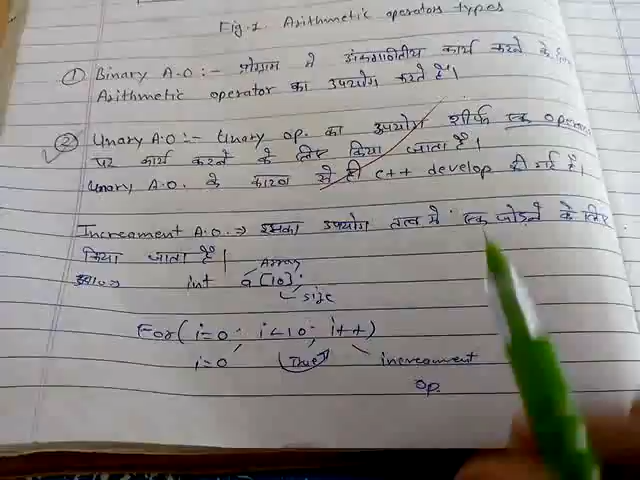 Fig.1. Arithmetic operators types
① Binary A.O:- प्रोग्राम मे अंकगणितीय कार्य करने के लिए
Arithmetic operator का उपयोग करते हैं।
② Unary A.O:- Unary op. का उपयोग शीर्फ एक operand
पर कार्य करने के लिए किया जाता है।
Unary A.O. के कारन से ही C++ develop की गई है।
Increament A.O.→ इसका उपयोग तत्व मे एक जोड़ने के लिए
किया जाता है।
Array
int a[10];
size
For( i=0; i<10; i++)
i=0 True increament
op.